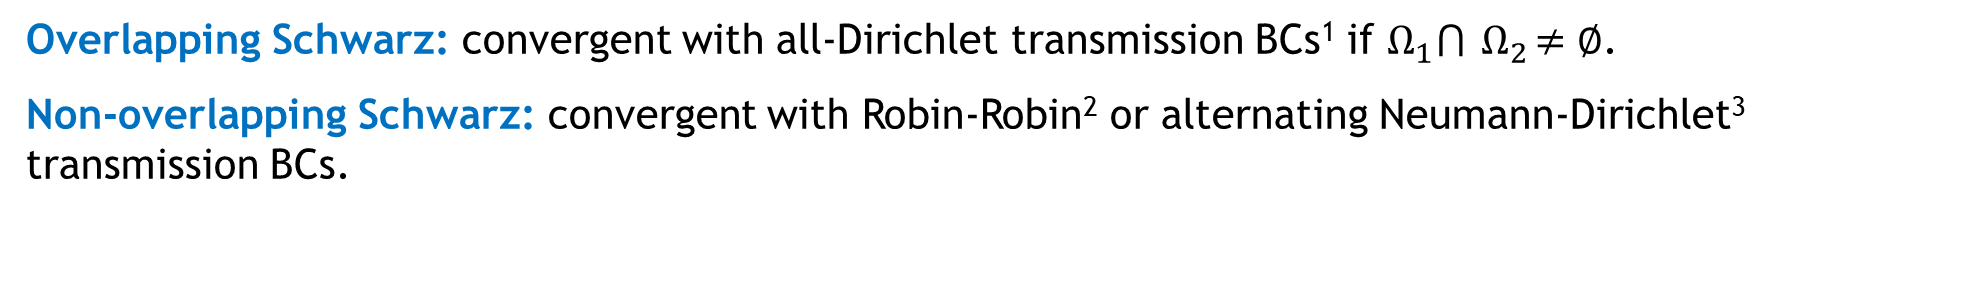 Overlapping Schwarz: convergent with all-Dirichlet transmission BCs¹ if Ω₁∩ Ω₂ ≠ ∅.
Non-overlapping Schwarz: convergent with Robin-Robin² or alternating Neumann-Dirichlet³
transmission BCs.